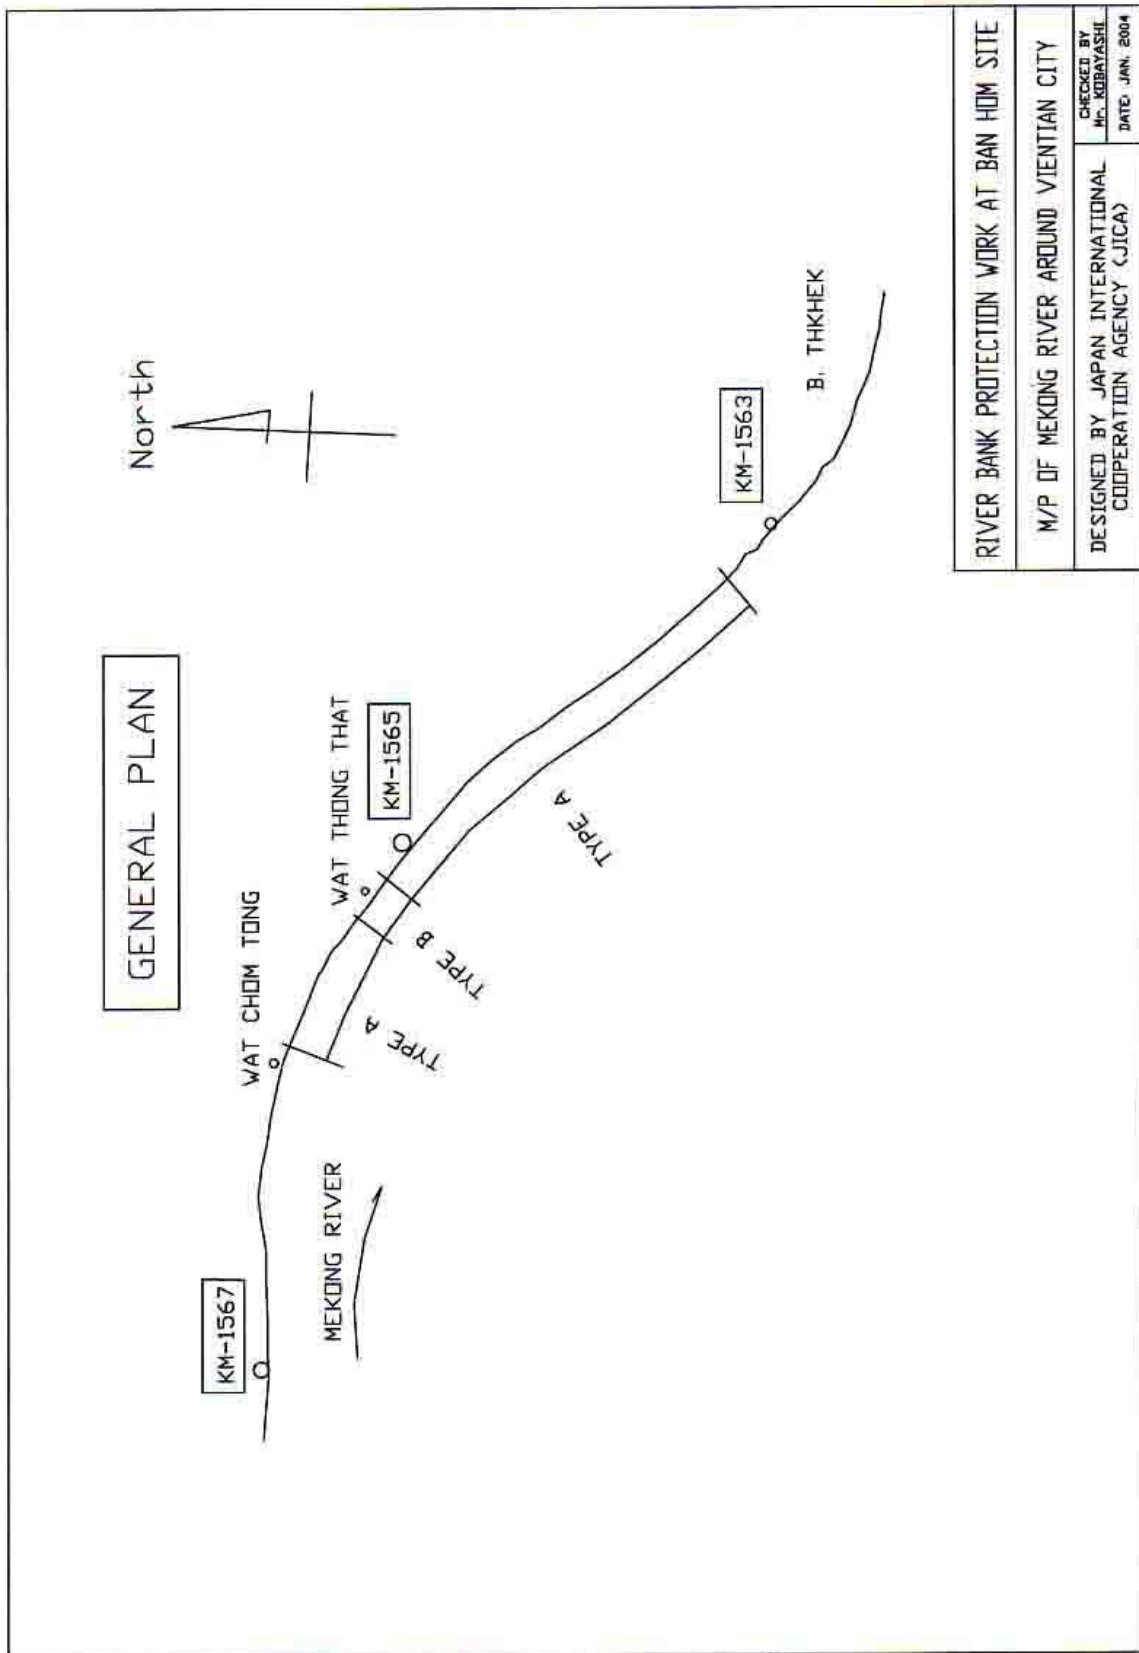 GENERAL PLAN
North
KM-1567
MEKONG RIVER
WAT CHOM TONG
WAT THONG THAT
KM-1565
TYPE A
TYPE B
TYPE A
KM-1563
B. THKHEK
RIVER BANK PROTECTION WORK AT BAN HOM SITE
M/P OF MEKONG RIVER AROUND VIENTIAN CITY
DESIGNED BY JAPAN INTERNATIONAL
COOPERATION AGENCY (JICA)
CHECKED BY
Mr. KOBAYASHI
DATE: JAN. 2004